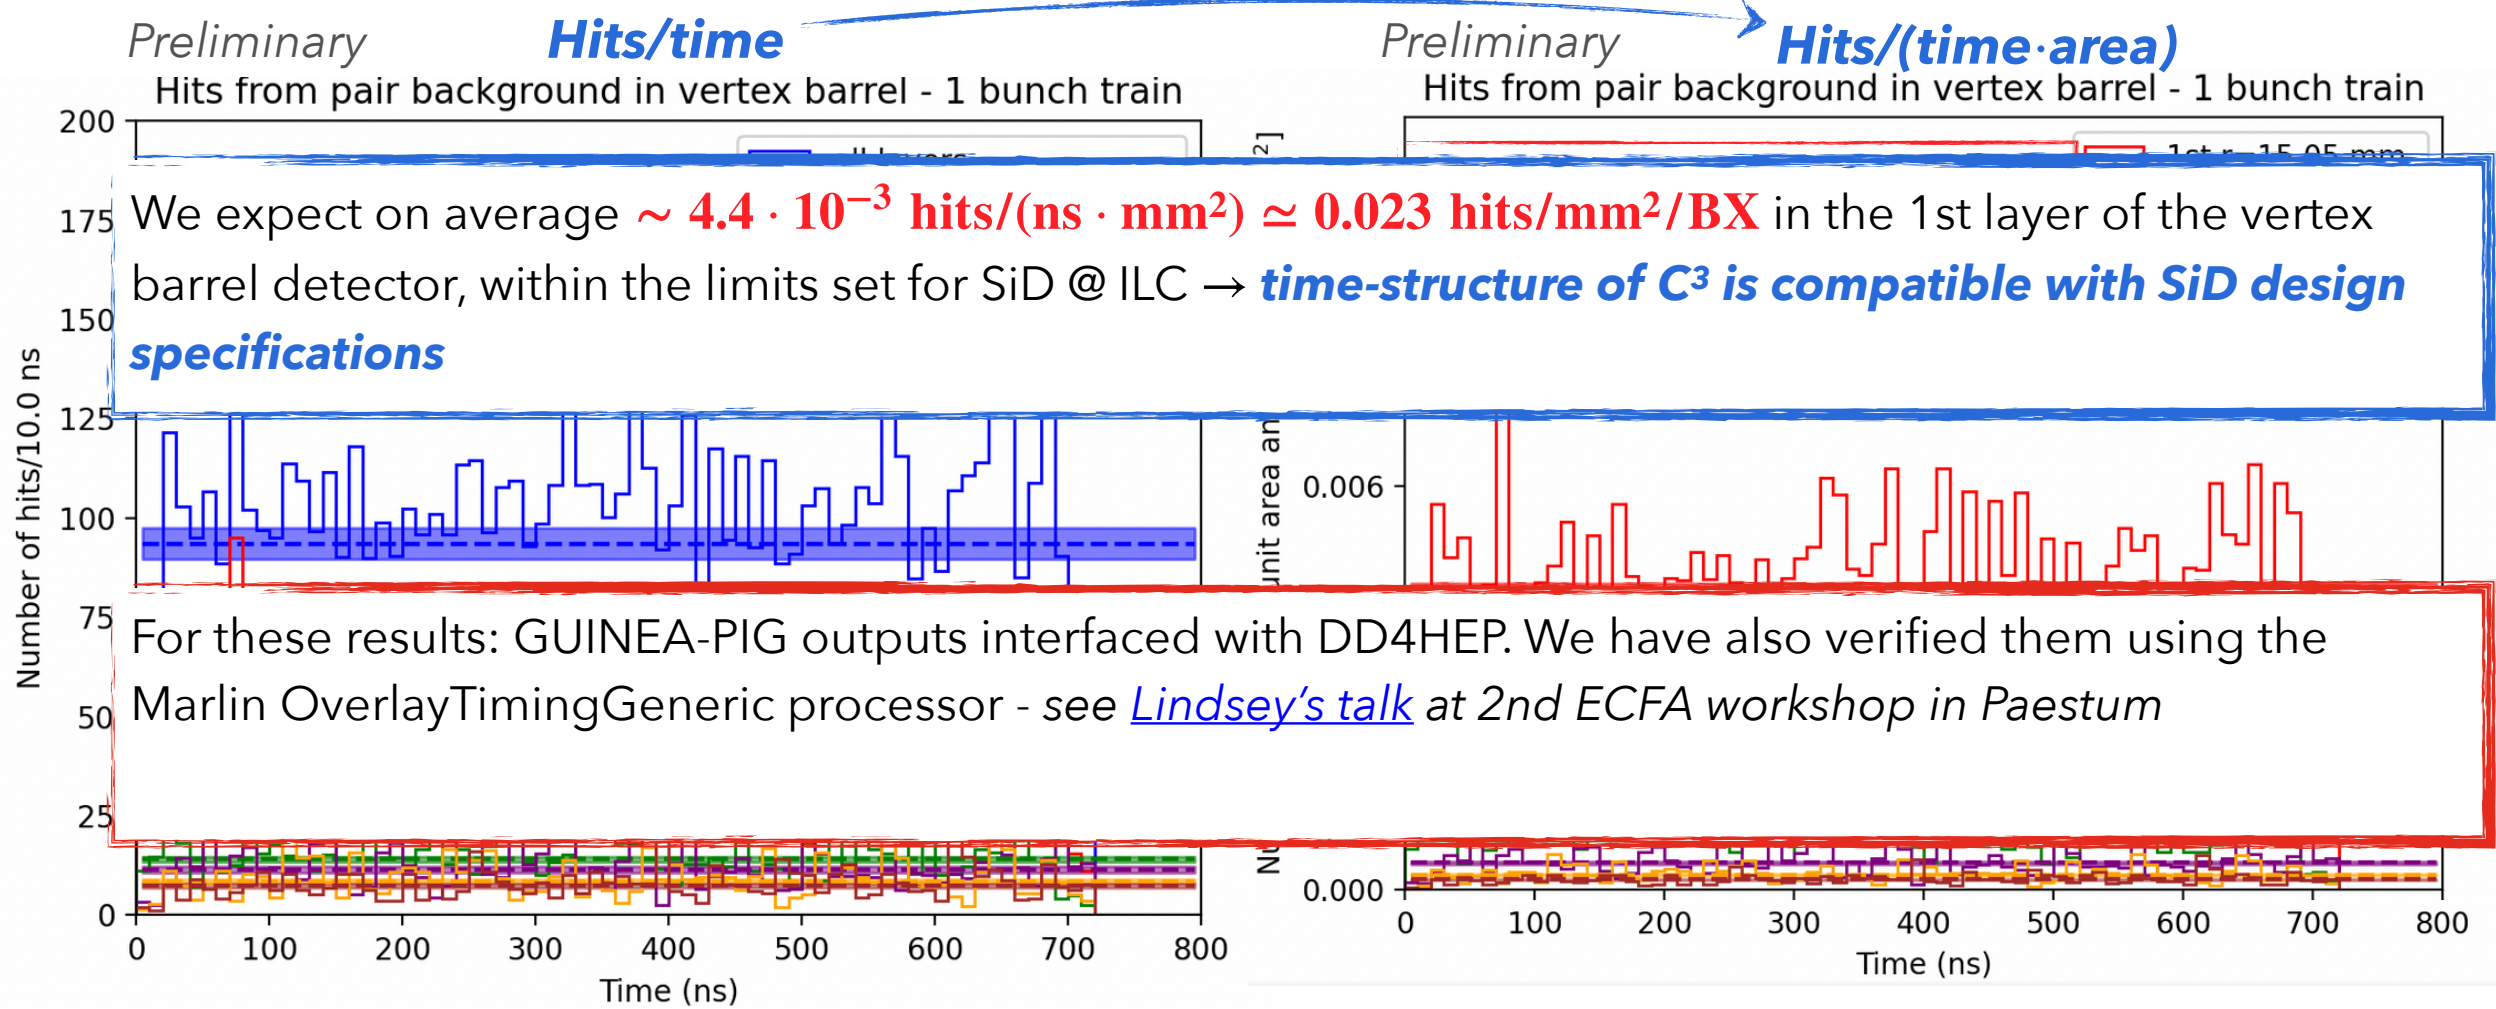 Preliminary
Hits/time
Preliminary
Hits/(time·area)
Hits from pair background in vertex barrel - 1 bunch train
Hits from pair background in vertex barrel - 1 bunch train
We expect on average ~ 4.4 · 10⁻³ hits/(ns · mm²) ≃ 0.023 hits/mm²/BX in the 1st layer of the vertex
barrel detector, within the limits set for SiD @ ILC → time-structure of C³ is compatible with SiD design
specifications
For these results: GUINEA-PIG outputs interfaced with DD4HEP. We have also verified them using the
Marlin OverlayTimingGeneric processor - see Lindsey's talk at 2nd ECFA workshop in Paestum
Number of hits/10.0 ns
200
175
150
125
100
75
50
25
0
0 100 200 300 400 500 600 700 800
Time (ns)
1st r=15.05 mm
unit area
0.006
0.000
0 100 200 300 400 500 600 700 800
Time (ns)